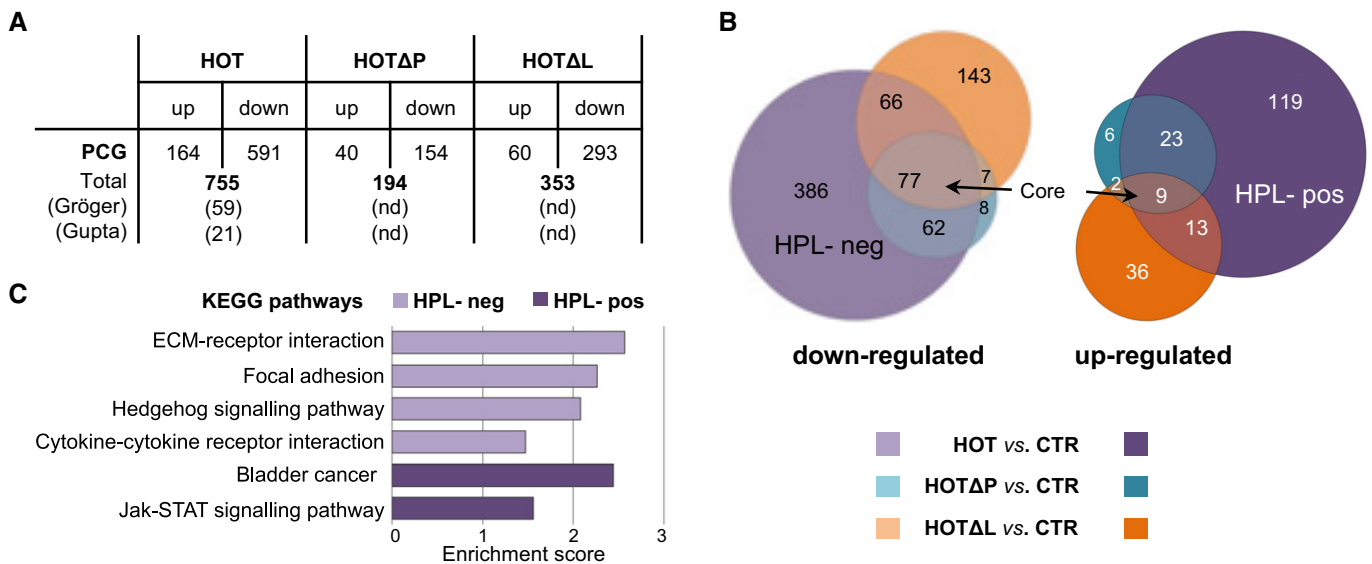 A
HOT HOTΔP HOTΔL
up down up down up down
PCG 164 591 40 154 60 293
Total 755 194 353
(Gröger) (59) (nd) (nd)
(Gupta) (21) (nd) (nd)
B
143
66
77
7
8
386
62
HPL- neg
Core
119
6
23
2
9
HPL- pos
13
36
down-regulated
up-regulated
HOT vs. CTR
HOTΔP vs. CTR
HOTΔL vs. CTR
C
KEGG pathways HPL- neg HPL- pos
ECM-receptor interaction
Focal adhesion
Hedgehog signalling pathway
Cytokine-cytokine receptor interaction
Bladder cancer
Jak-STAT signalling pathway
0 1 2 3
Enrichment score